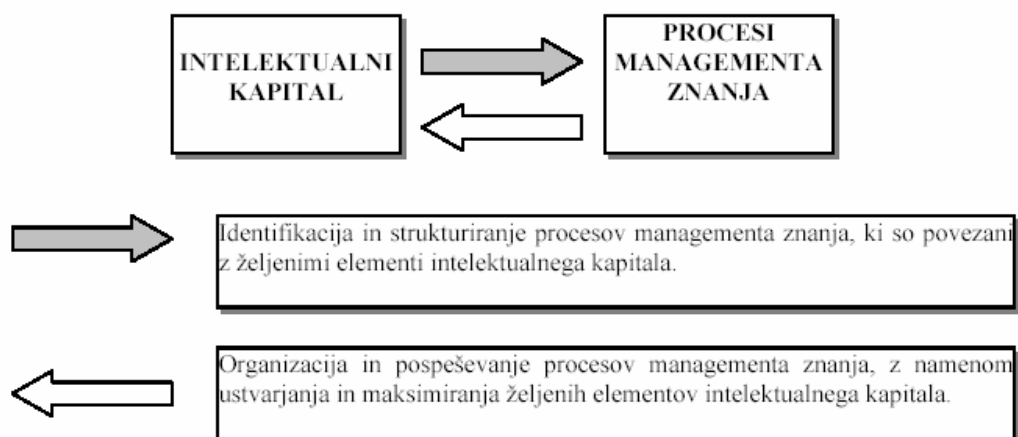 INTELEKTUALNI
KAPITAL
PROCESI
MANAGEMENTA
ZNANJA
Identifikacija in strukturiranje procesov managementa znanja, ki so povezani
z željenimi elementi intelektualnega kapitala.
Organizacija in pospeševanje procesov managementa znanja, z namenom
ustvarjanja in maksimiranja željenih elementov intelektualnega kapitala.